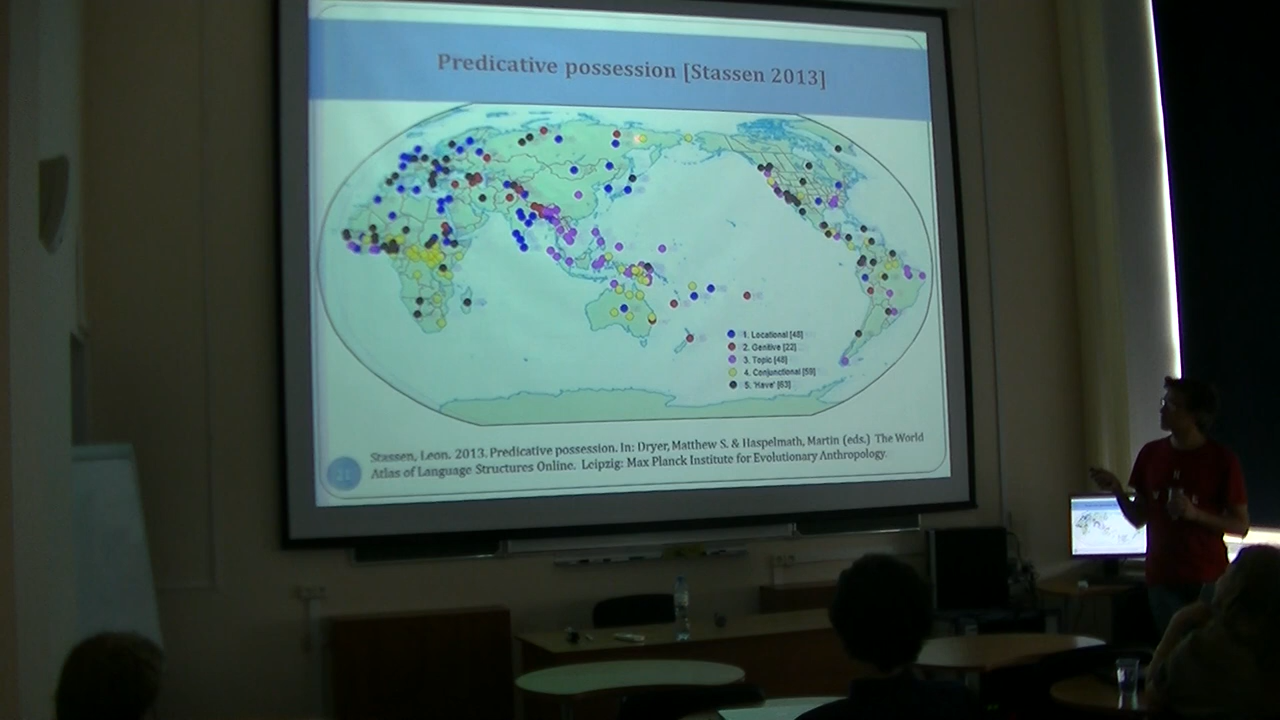 Predicative possession [Stassen 2013]
1. Locational [48]
2. Genitive [22]
3. Topic [48]
4. Conjunctional [59]
5. 'Have' [63]
Stassen, Leon. 2013. Predicative possession. In: Dryer, Matthew S. & Haspelmath, Martin (eds.) The World
Atlas of Language Structures Online. Leipzig: Max Planck Institute for Evolutionary Anthropology.